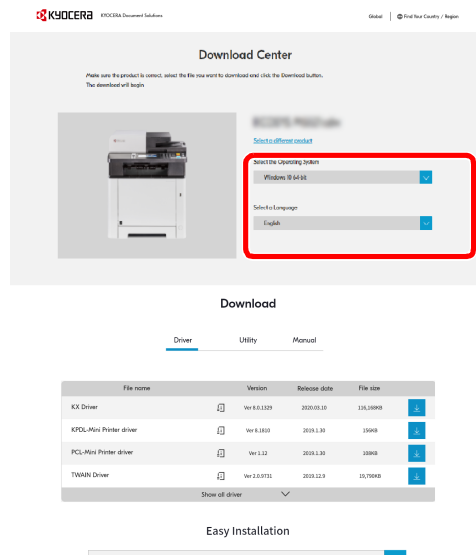 KYOCERA KYOCERA Document Solutions Global Find Your Country / Region
Download Center
Make sure the product is correct, select the file you want to download and click the Download button.
The download will begin
Select a different product
Select the Operating System
Windows 10 64-bit
Select a Language
English
Download
Driver Utility Manual
File name Version Release date File size
KX Driver Ver 8.0.1329 2020.03.10 116,168KB
KPDL-Mini Printer driver Ver 8.1810 2019.1.30 156KB
PCL-Mini Printer driver Ver 1.12 2019.1.30 108KB
TWAIN Driver Ver 2.0.9731 2019.12.9 19,790KB
Show all driver
Easy Installation